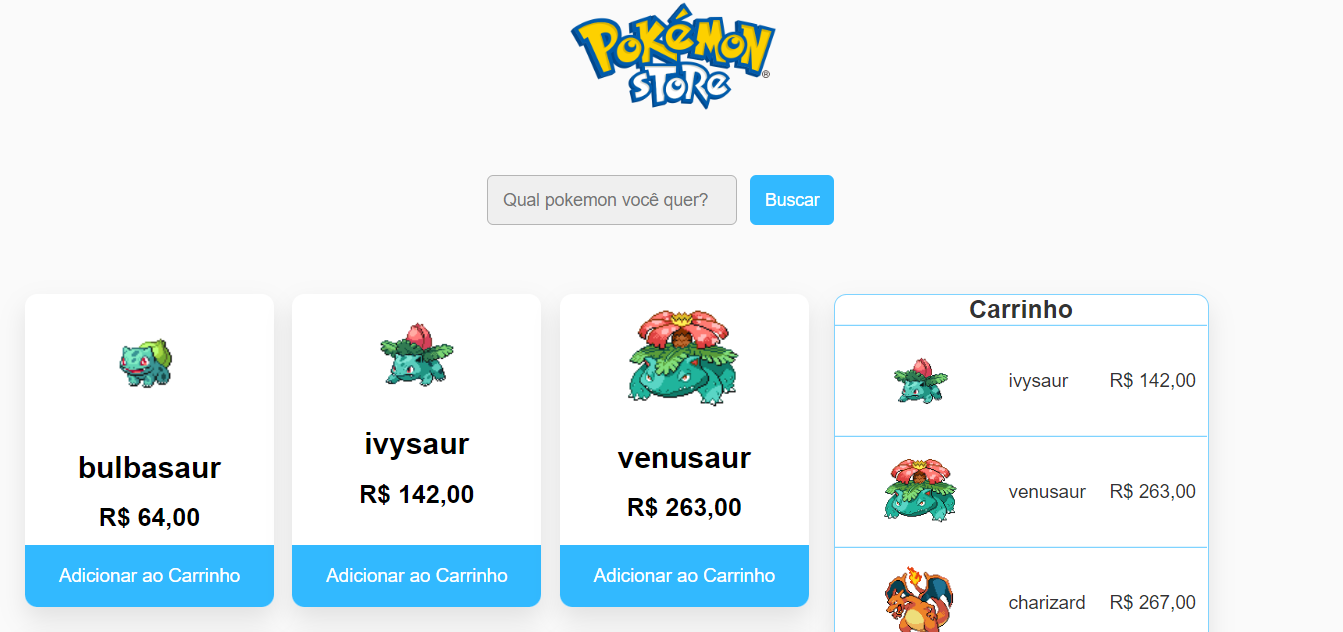 POKÉMON
STORE
®
Qual pokemon você quer?
Buscar
bulbasaur
R$ 64,00
Adicionar ao Carrinho
ivysaur
R$ 142,00
Adicionar ao Carrinho
venusaur
R$ 263,00
Adicionar ao Carrinho
Carrinho
ivysaur R$ 142,00
venusaur R$ 263,00
charizard R$ 267,00